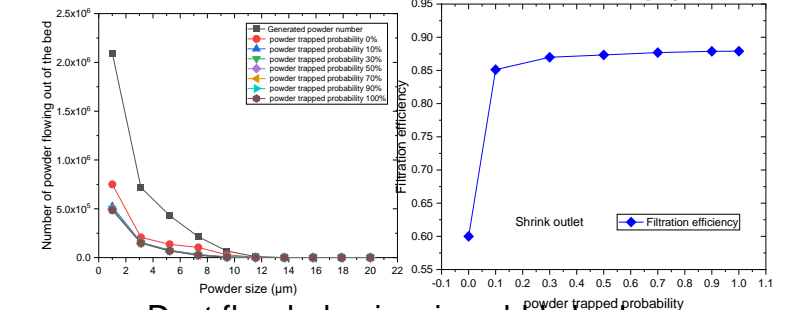 2.5x10⁶
2.0x10⁶
1.5x10⁶
1.0x10⁶
5.0x10⁵
0.0
Number of powder flowing out of the bed
Generated powder number
powder trapped probability 0%
powder trapped probability 10%
powder trapped probability 30%
powder trapped probability 50%
powder trapped probability 70%
powder trapped probability 90%
powder trapped probability 100%
0 2 4 6 8 10 12 14 16 18 20 22
Powder size (μm)
0.95
0.90
0.85
0.80
0.75
0.70
0.65
0.60
0.55
Filtration efficiency
Shrink outlet
Filtration efficiency
-0.1 0.0 0.1 0.2 0.3 0.4 0.5 0.6 0.7 0.8 0.9 1.0 1.1
powder trapped probability